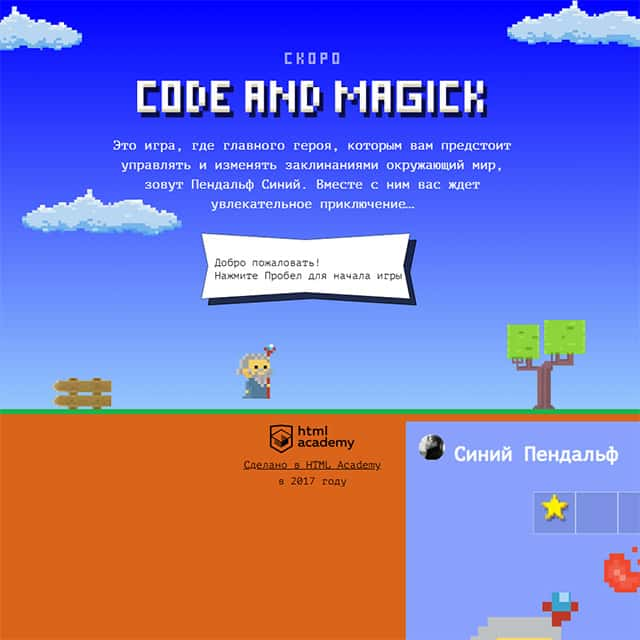 СКОРО
CODE AND MAGICK
Это игра, где главного героя, которым вам предстоит
управлять и изменять заклинаниями окружающий мир,
зовут Пендальф Синий. Вместе с ним вас ждет
увлекательное приключение…
Добро пожаловать!
Нажмите Пробел для начала игры
html
academy
Сделано в HTML Academy
в 2017 году
Синий Пендальф